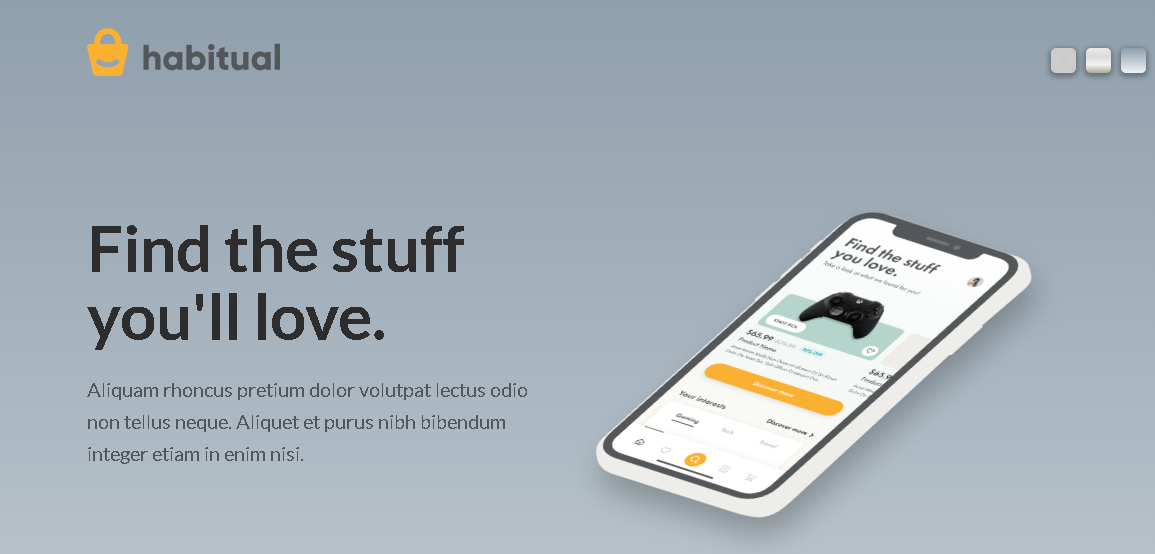 habitual
Find the stuff
you'll love.
Aliquam rhoncus pretium dolor volutpat lectus odio
non tellus neque. Aliquet et purus nibh bibendum
integer etiam in enim nisi.
Find the stuff
you love.
Take a look at what we found for you!
STAFF PICK
$65.99
Product Name
$65.9
Discover more
Your interests
Discover more
Gaming
Tech
Travel